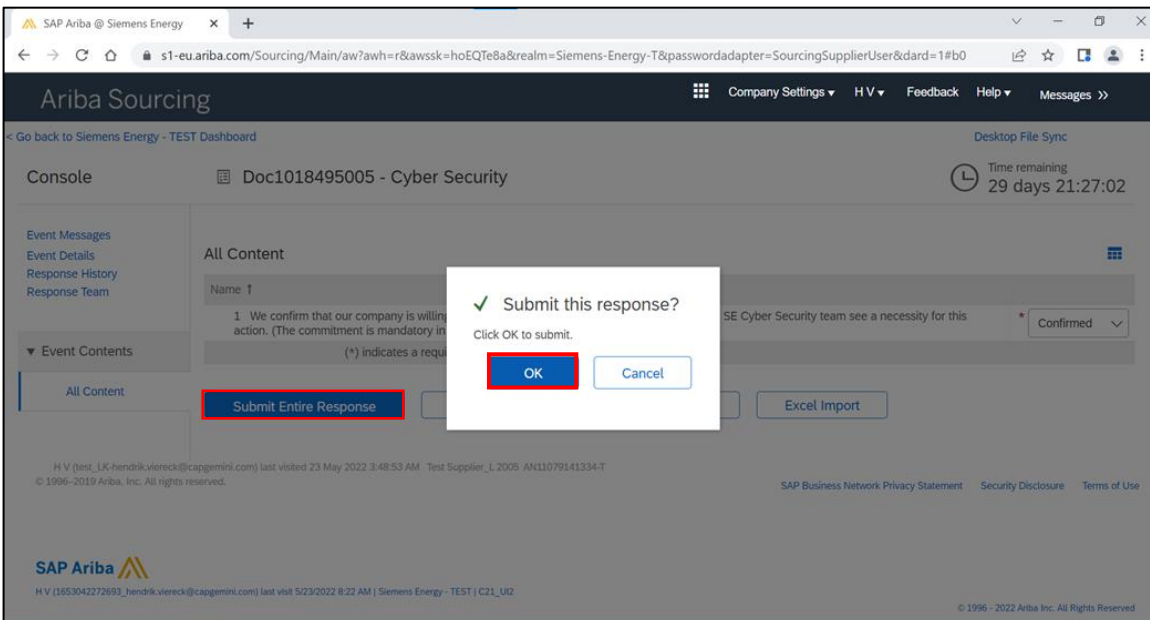 SAP Ariba @ Siemens Energy
s1-eu.ariba.com/Sourcing/Main/aw?awh=r&awssk=hoEQTe8a&realm=Siemens-Energy-T&passwordadapter=SourcingSupplierUser&dard=1#b0
Ariba Sourcing
Company Settings ▾ H V ▾ Feedback Help ▾ Messages »
< Go back to Siemens Energy - TEST Dashboard
Desktop File Sync
Console
Doc1018495005 - Cyber Security
Time remaining
29 days 21:27:02
Event Messages
Event Details
Response History
Response Team
▼ Event Contents
All Content
All Content
Name ↑
1 We confirm that our company is willing SE Cyber Security team see a necessity for this
action. (The commitment is mandatory in
* Confirmed
(*) indicates a requi
✓ Submit this response?
Click OK to submit.
OK Cancel
Submit Entire Response
Excel Import
H V (test_LK-hendrik.viereck@capgemini.com) last visited 23 May 2022 3:48:53 AM Test Supplier_L 2005 AN11079141334-T
© 1996-2019 Ariba, Inc. All rights reserved.
SAP Business Network Privacy Statement Security Disclosure Terms of Use
SAP Ariba
H V (1653042272693_hendrik.viereck@capgemini.com) last visit 5/23/2022 8:22 AM | Siemens Energy - TEST | C21_UI2
© 1996 - 2022 Ariba Inc. All Rights Reserved